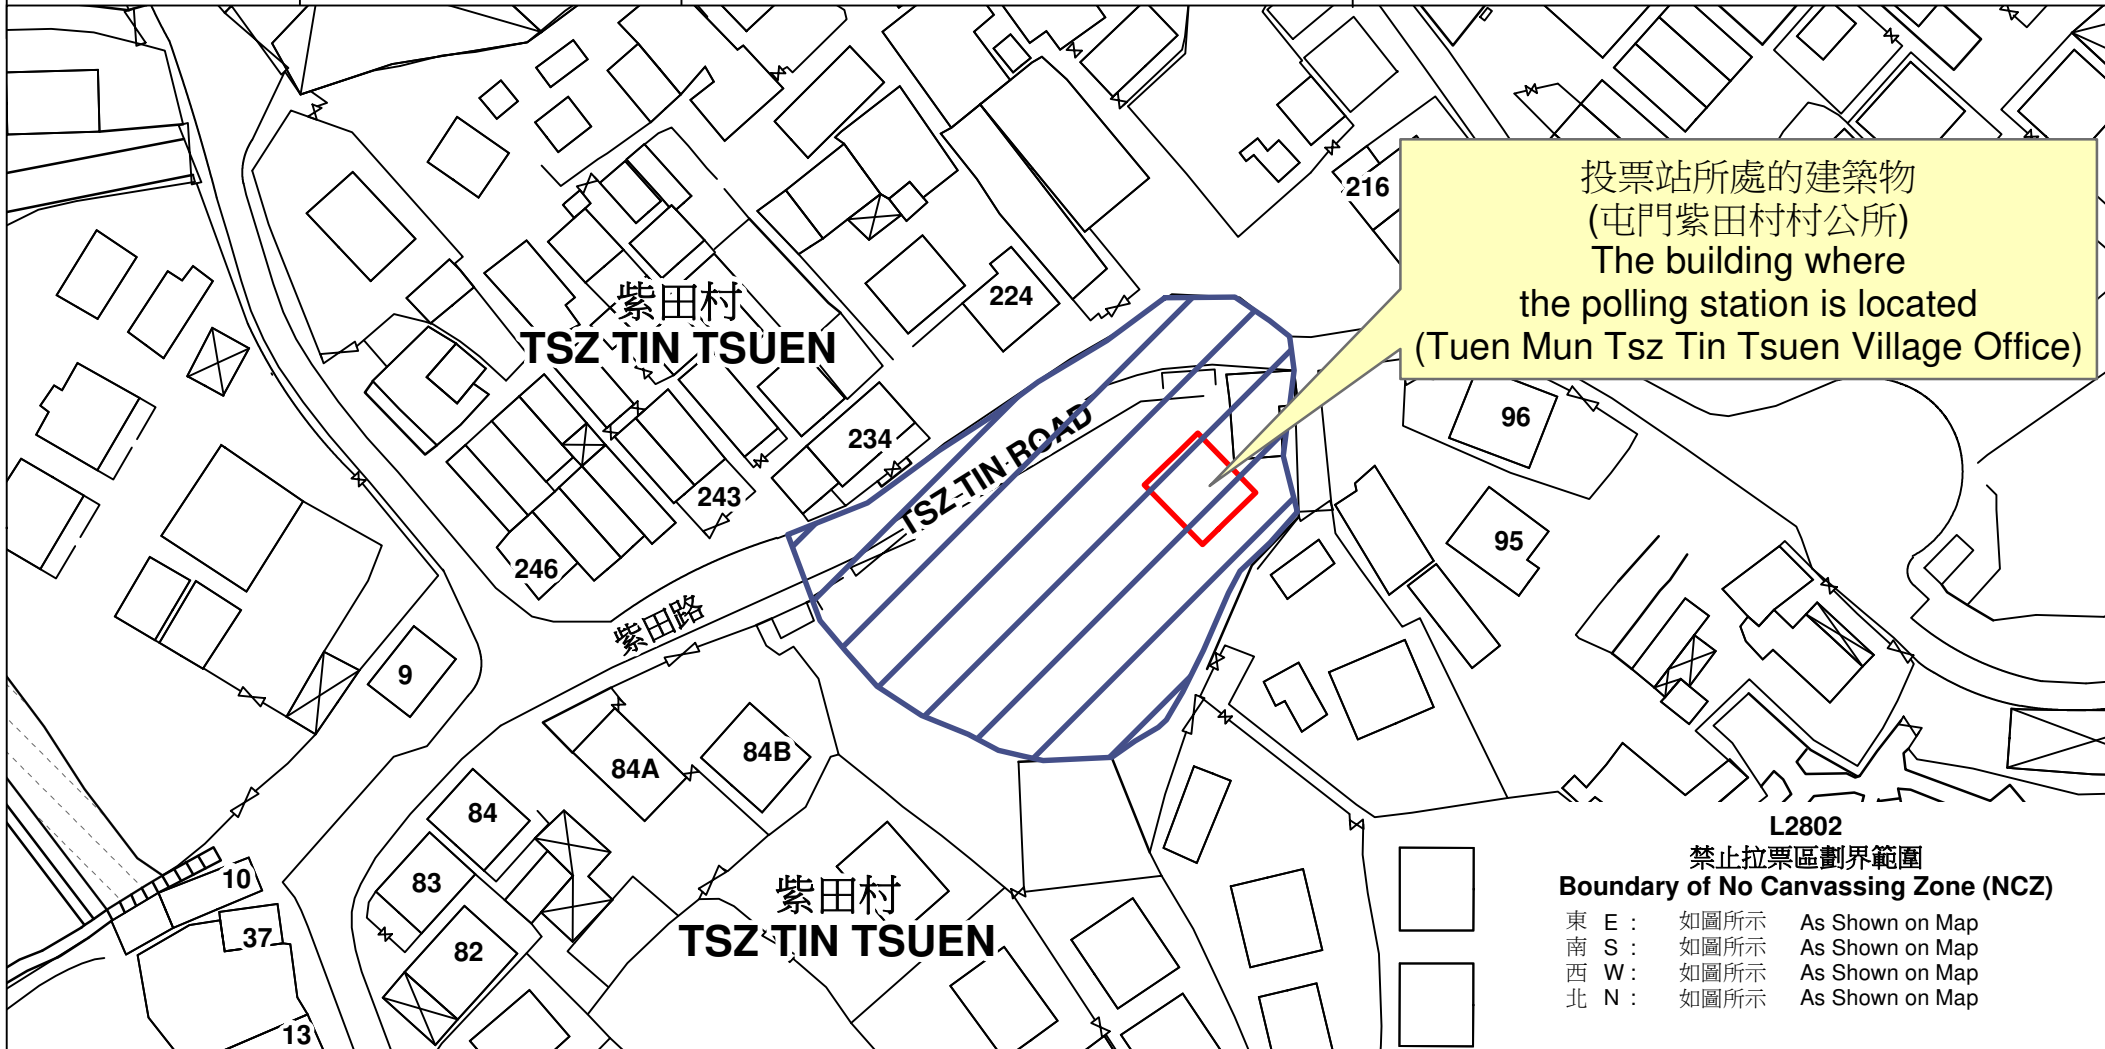 投票站所處的建築物
(屯門紫田村村公所)
The building where
the polling station is located
(Tuen Mun Tsz Tin Tsuen Village Office)
216
224
紫田村
TSZ TIN TSUEN
234
243
246
TSZ TIN ROAD
紫田路
96
95
9
84A
84B
84
83
82
10
37
13
紫田村
TSZ TIN TSUEN
L2802
禁止拉票區劃界範圍
Boundary of No Canvassing Zone (NCZ)
東 E : 如圖所示 As Shown on Map
南 S : 如圖所示 As Shown on Map
西 W : 如圖所示 As Shown on Map
北 N : 如圖所示 As Shown on Map